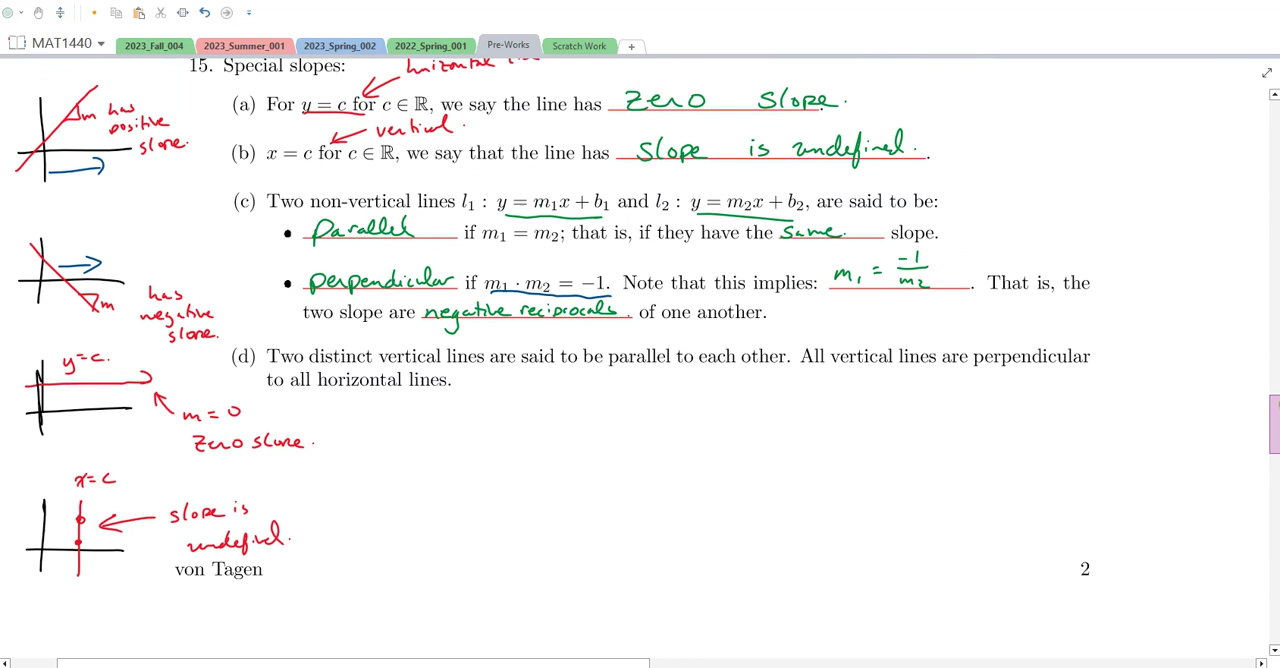 MAT1440
2023_Fall_004
2023_Summer_001
2023_Spring_002
2022_Spring_001
Pre-Works
Scratch Work
+
15. Special slopes:
horizontal
(a) For y = c for c ∈ ℝ, we say the line has zero slope.
vertical.
(b) x = c for c ∈ ℝ, we say that the line has slope is undefined.
(c) Two non-vertical lines l₁ : y = m₁x + b₁ and l₂ : y = m₂x + b₂, are said to be:
• parallel if m₁ = m₂; that is, if they have the same. slope.
• perpendicular if m₁ · m₂ = −1. Note that this implies: m₁ = -1/m₂. That is, the
two slope are negative reciprocals. of one another.
(d) Two distinct vertical lines are said to be parallel to each other. All vertical lines are perpendicular
to all horizontal lines.
m has
positive
slope.
m
has
negative
slope.
y=c.
m = 0
zero slope.
x=c
slope is
undefined.
von Tagen
2